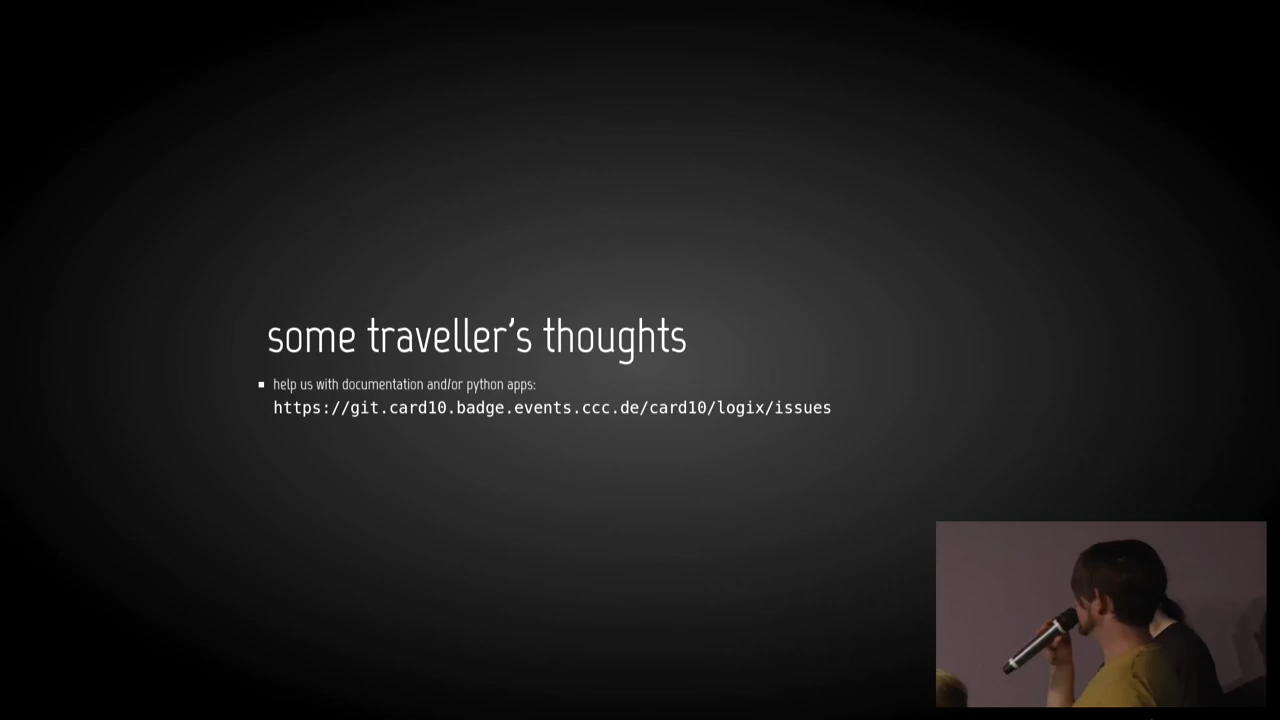 some traveller's thoughts
help us with documentation and/or python apps:
https://git.card10.badge.events.ccc.de/card10/logix/issues